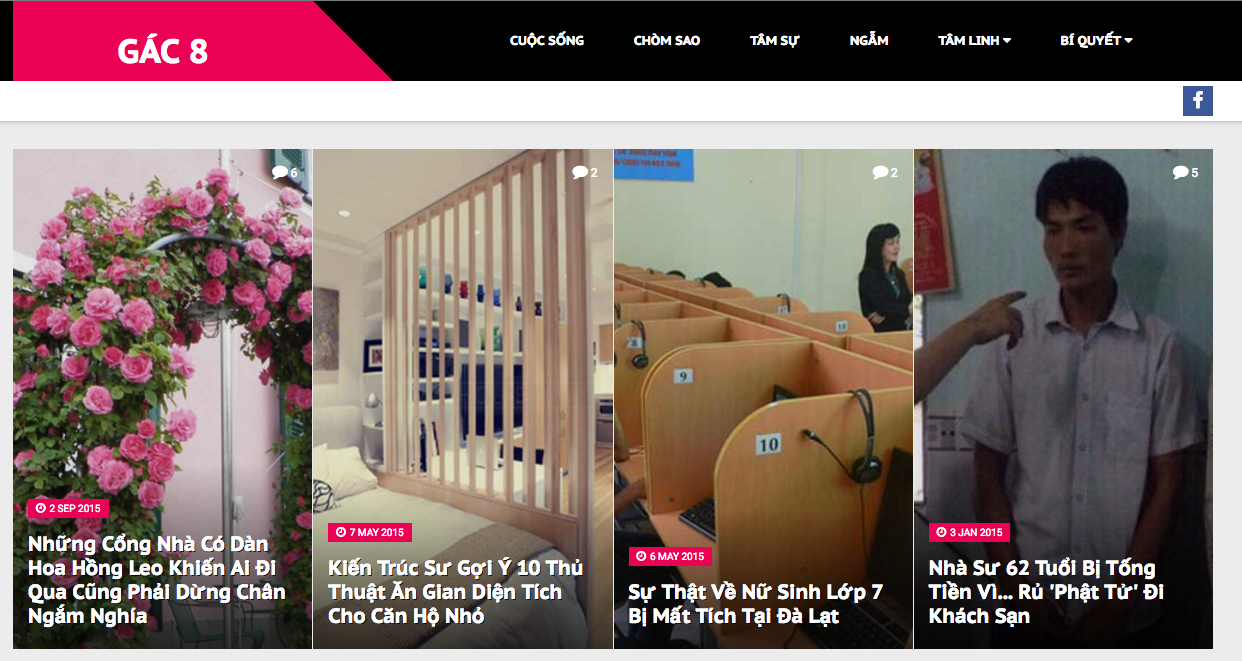 GÁC 8
CUỘC SỐNG
CHÒM SAO
TÂM SỰ
NGẪM
TÂM LINH
BÍ QUYẾT
f
6
2 SEP 2015
Những Cổng Nhà Có Dàn
Hoa Hồng Leo Khiến Ai Đi
Qua Cũng Phải Dừng Chân
Ngắm Nghía
2
7 MAY 2015
Kiến Trúc Sư Gợi Ý 10 Thủ
Thuật Ăn Gian Diện Tích
Cho Căn Hộ Nhỏ
2
8
9
10
10
6 MAY 2015
Sự Thật Về Nữ Sinh Lớp 7
Bị Mất Tích Tại Đà Lạt
5
3 JAN 2015
Nhà Sư 62 Tuổi Bị Tống
Tiền Vì... Rủ 'Phật Tử' Đi
Khách Sạn